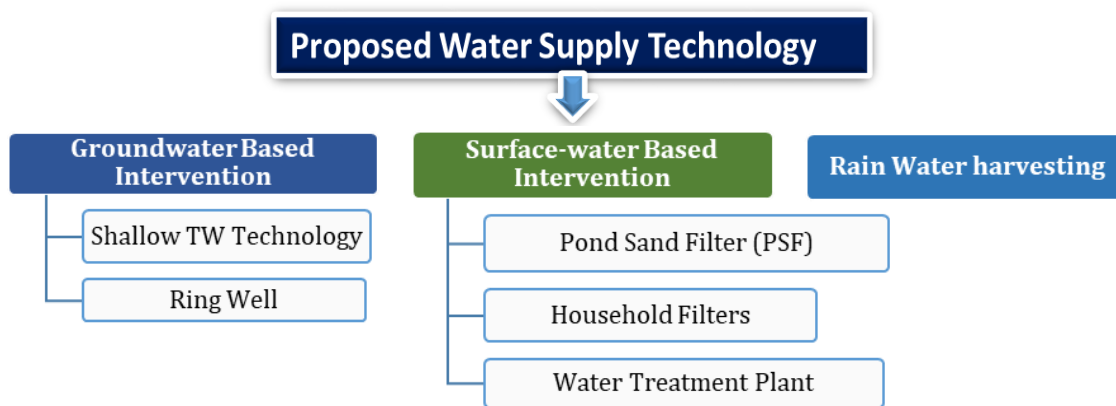 Proposed Water Supply Technology
Groundwater Based
Intervention
Shallow TW Technology
Ring Well
Surface-water Based
Intervention
Pond Sand Filter (PSF)
Household Filters
Water Treatment Plant
Rain Water harvesting